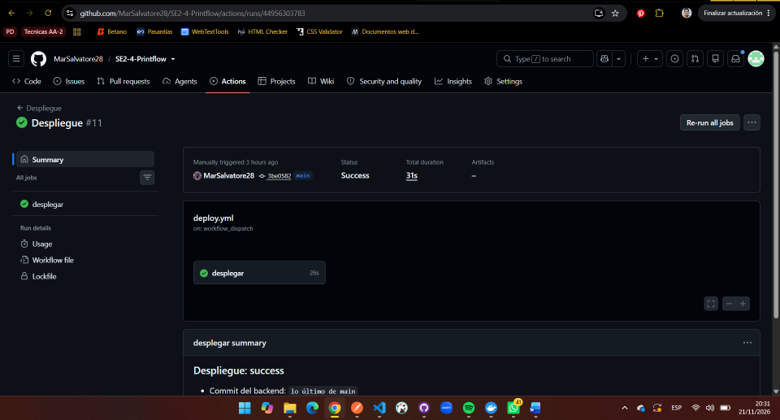 github.com/MarSalvatore28/SE2-4-Printflow/actions/runs/44956303783
Finalizar actualización
PD Tecnicas AA-2 Betano Pasantias WebTextTools HTML Checker CSS Validator Documentos web d...
MarSalvatore28 / SE2-4-Printflow
Type / to search
Code Issues Pull requests Agents Actions Projects Wiki Security and quality Insights Settings
Despliegue
Despliegue #11
Re-run all jobs
Summary
All jobs
desplegar
Run details
Usage
Workflow file
Lockfile
Manually triggered 3 hours ago Status Total duration Artifacts
MarSalvatore28 3be0582 main Success 31s –
deploy.yml
on: workflow_dispatch
desplegar 26s
desplegar summary
Despliegue: success
Commit del backend: lo último de main
ESP
20:31
21/11/2026